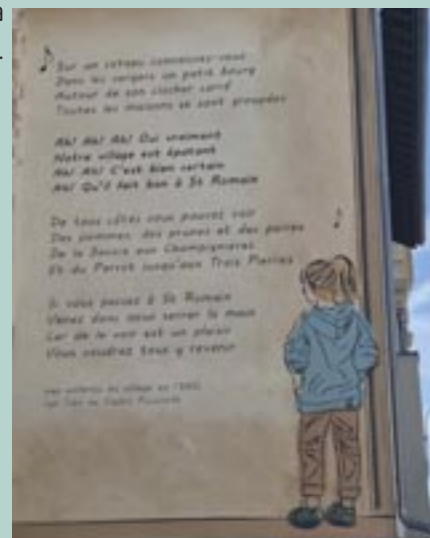 Sur un coteau connaissez-vous
Dans les vergers un petit bourg
Autour de son clocher carré
Toutes les maisons se sont groupées
Ah! Ah! Ah! Oui vraiment
Notre village est épatant
Ah! Ah! C'est bien certain
Ah! Qu'il fait bon à St Romain
De tous côtés vous pouvez voir
Des pommes, des prunes et des poires
De la aux Champignières
Et du Perrot jusqu'aux Trois Pierres
Si vous passez à St Romain
Venez donc nous serrer la main
Car de le voir est un plaisir
Vous voudrez tous y revenir